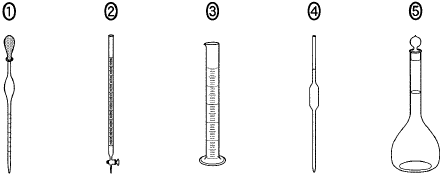 ① ② ③ ④ ⑤